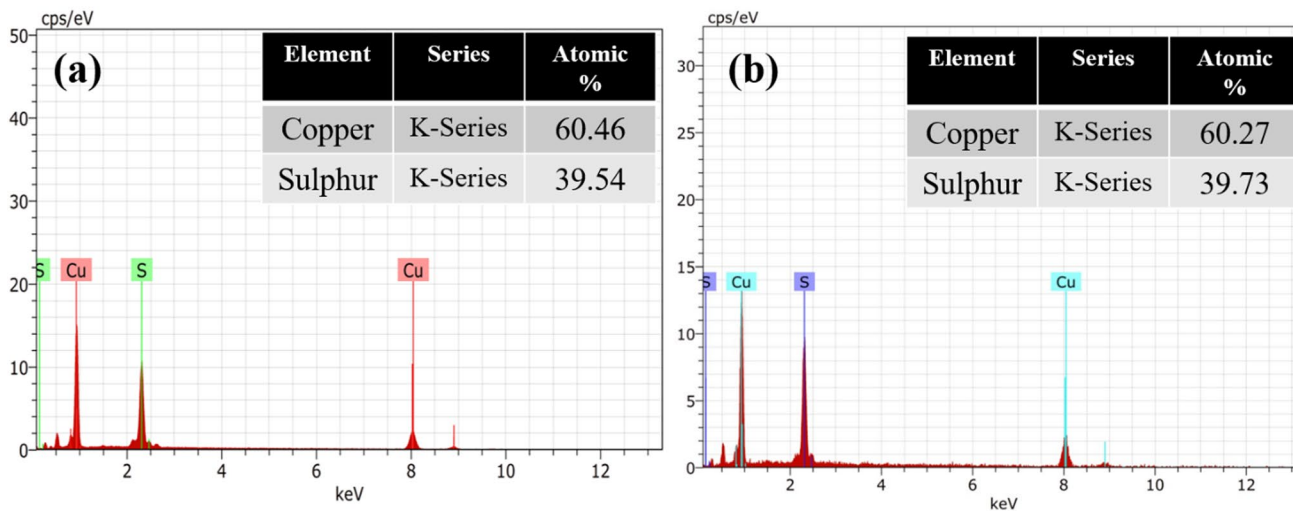 cps/eV
50
40
30
20
10
0
(a)
Element Series Atomic %
Copper K-Series 60.46
Sulphur K-Series 39.54
S Cu S Cu
2 4 6 8 10 12
keV
cps/eV
30
25
20
15
10
5
0
(b)
Element Series Atomic %
Copper K-Series 60.27
Sulphur K-Series 39.73
S Cu S Cu
2 4 6 8 10 12
keV